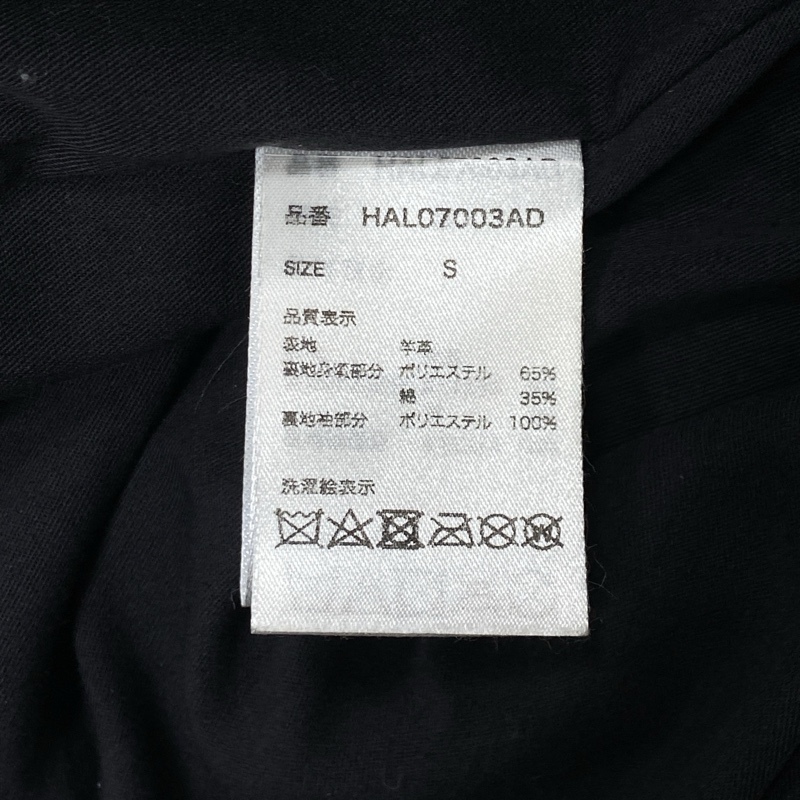 品番 HAL07003AD
SIZE S
品質表示
表地 羊革
裏地身頃部分 ポリエステル 65%
綿 35%
裏地袖部分 ポリエステル 100%
洗濯絵表示
W